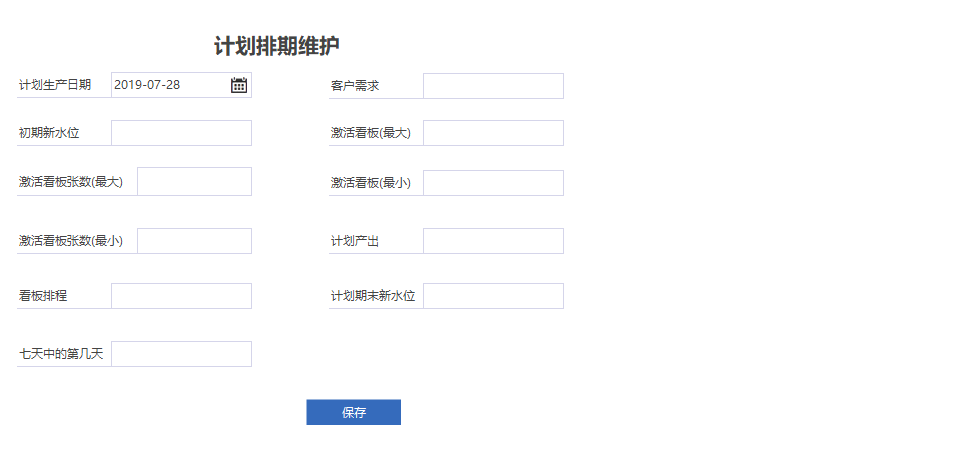 计划排期维护
计划生产日期 2019-07-28 客户需求
初期新水位 激活看板(最大)
激活看板张数(最大) 激活看板(最小)
激活看板张数(最小) 计划产出
看板排程 计划期末新水位
七天中的第几天
保存